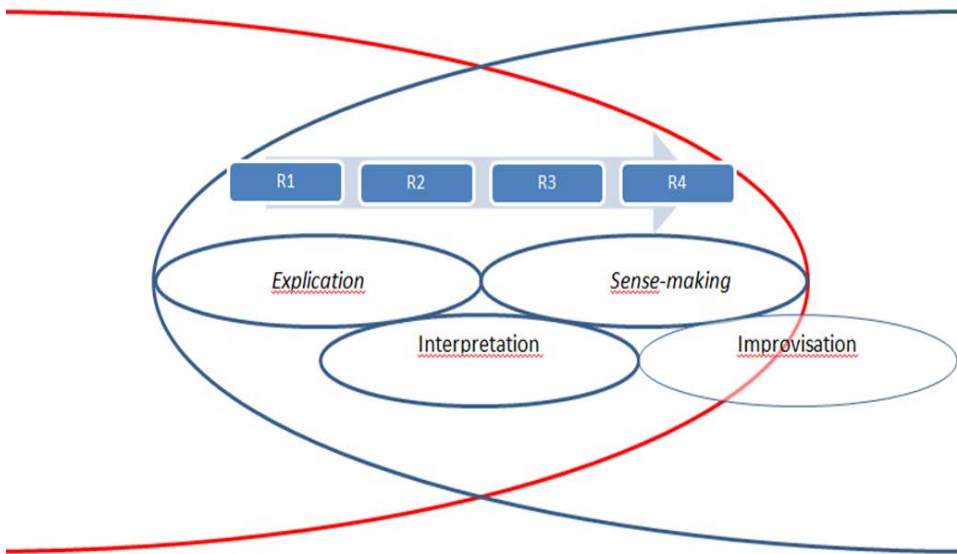 R1 R2 R3 R4
Explication Sense-making
Interpretation Improvisation